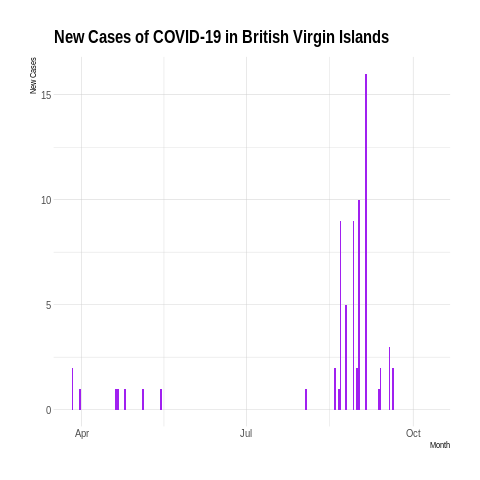 New Cases of COVID-19 in British Virgin Islands
New Cases
15
10
5
0
Apr
Jul
Oct
Month